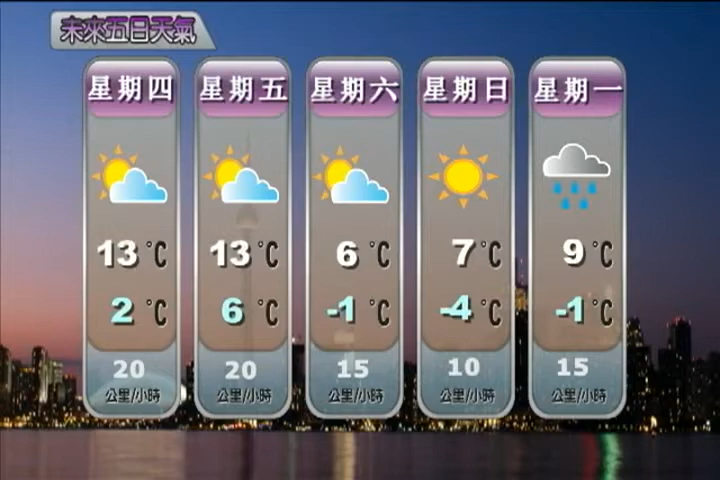 未來五日天氣
星期四 星期五 星期六 星期日 星期一
13 °C 13 °C 6 °C 7 °C 9 °C
2 °C 6 °C -1 °C -4 °C -1 °C
20 20 15 10 15
公里/小時 公里/小時 公里/小時 公里/小時 公里/小時